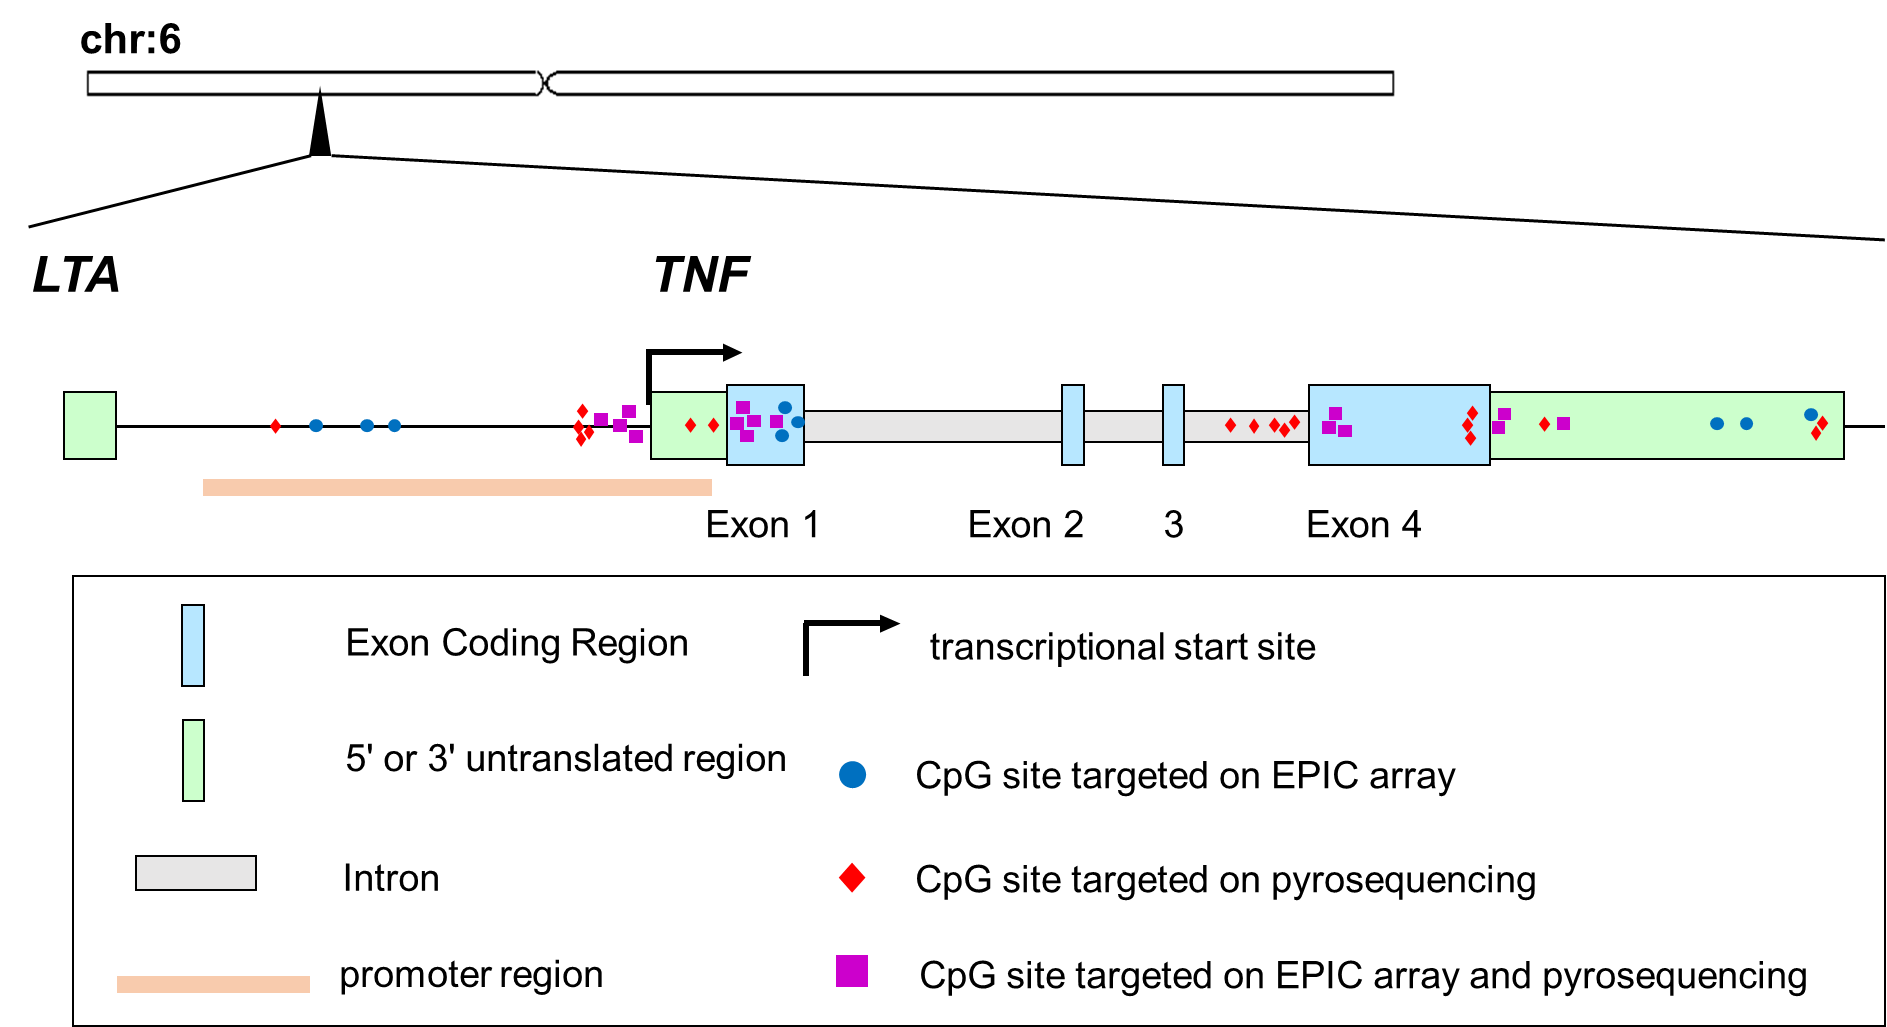 chr:6
LTA
TNF
Exon 1
Exon 2
3
Exon 4
Exon Coding Region
transcriptional start site
5' or 3' untranslated region
CpG site targeted on EPIC array
Intron
CpG site targeted on pyrosequencing
promoter region
CpG site targeted on EPIC array and pyrosequencing